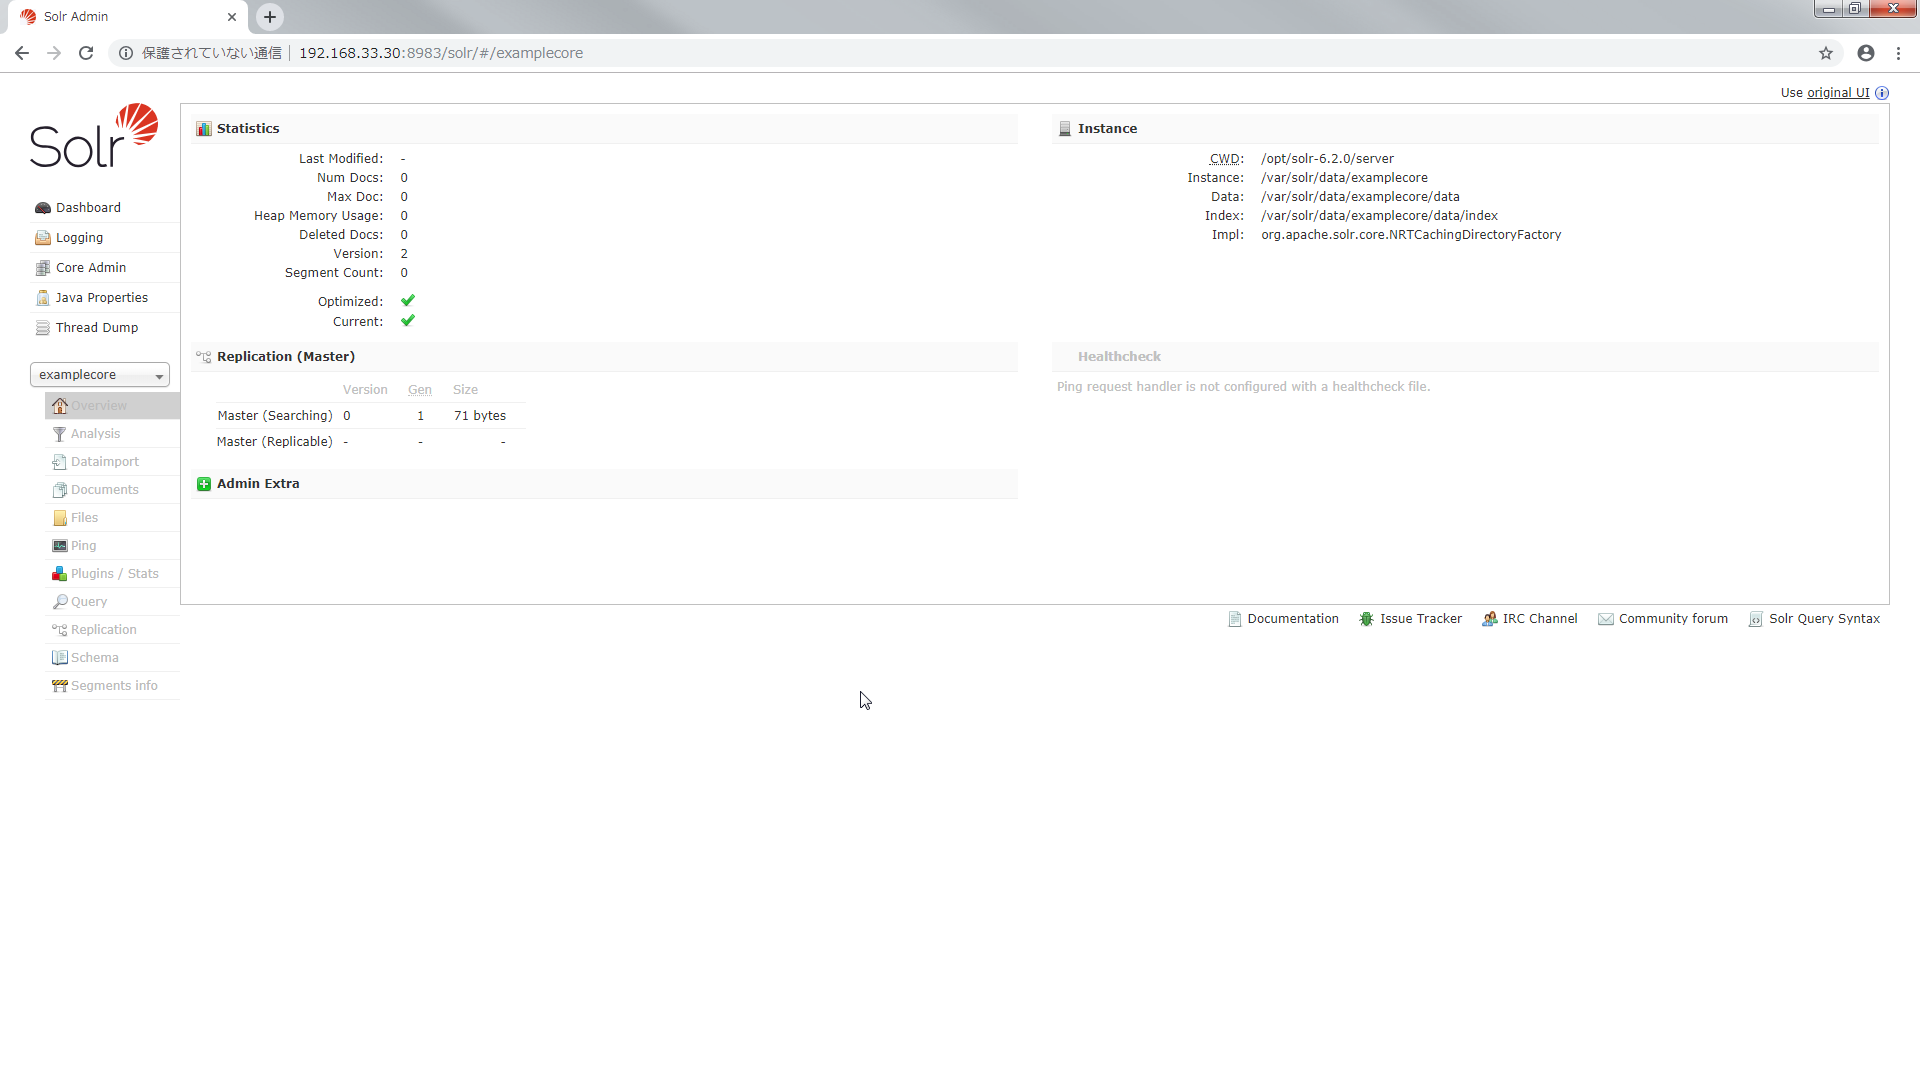 Solr Admin
保護されていない通信 192.168.33.30:8983/solr/#/examplecore
Use original UI
Solr
Dashboard
Logging
Core Admin
Java Properties
Thread Dump
examplecore
Overview
Analysis
Dataimport
Documents
Files
Ping
Plugins / Stats
Query
Replication
Schema
Segments info
Statistics
Last Modified: -
Num Docs: 0
Max Doc: 0
Heap Memory Usage: 0
Deleted Docs: 0
Version: 2
Segment Count: 0
Optimized:
Current:
Instance
CWD: /opt/solr-6.2.0/server
Instance: /var/solr/data/examplecore
Data: /var/solr/data/examplecore/data
Index: /var/solr/data/examplecore/data/index
Impl: org.apache.solr.core.NRTCachingDirectoryFactory
Replication (Master)
Version Gen Size
Master (Searching) 0 1 71 bytes
Master (Replicable) - - -
Healthcheck
Ping request handler is not configured with a healthcheck file.
Admin Extra
Documentation Issue Tracker IRC Channel Community forum Solr Query Syntax